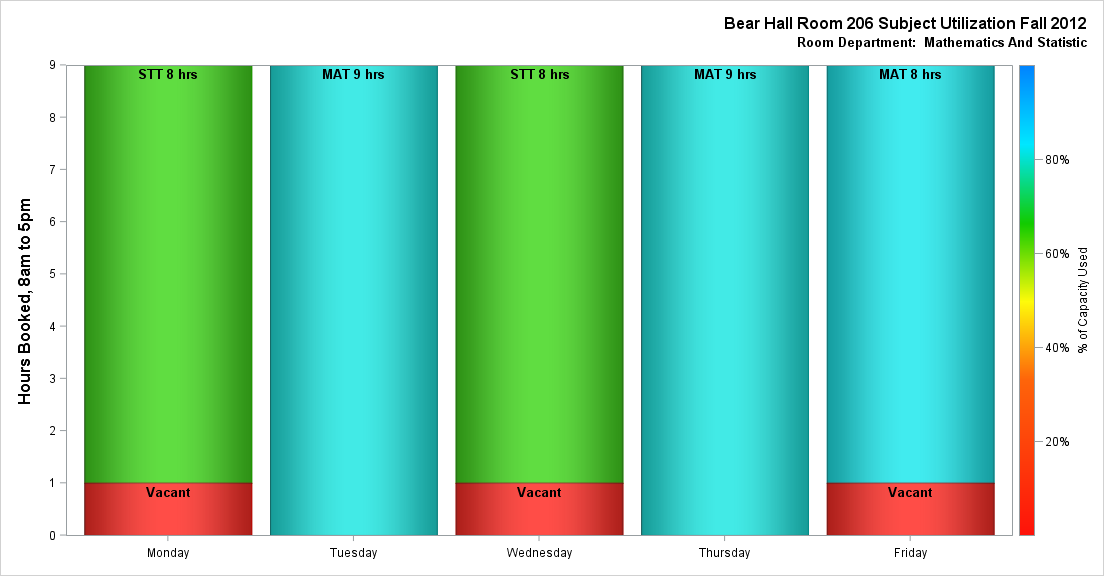 Bear Hall Room 206 Subject Utilization Fall 2012
Room Department:  Mathematics And Statistic
Hours Booked, 8am to 5pm
9
8
7
6
5
4
3
2
1
0
STT 8 hrs
MAT 9 hrs
STT 8 hrs
MAT 9 hrs
MAT 8 hrs
Vacant
Vacant
Vacant
Monday
Tuesday
Wednesday
Thursday
Friday
80%
60%
40%
20%
% of Capacity Used